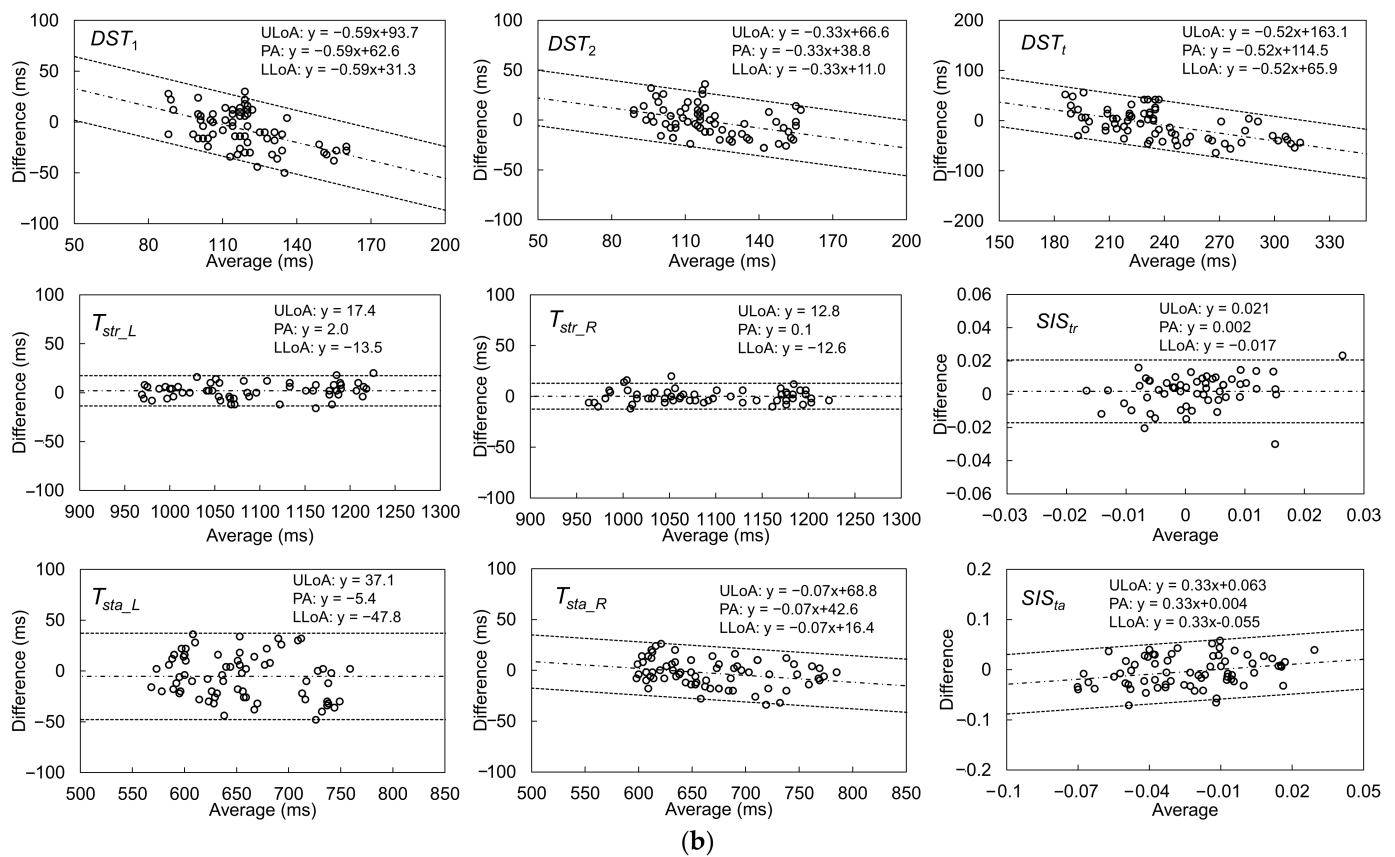 DST1
ULoA: y = −0.59x+93.7
PA: y = −0.59x+62.6
LLoA: y = −0.59x+31.3
100
50
0
−50
−100
Difference (ms)
50 80 110 140 170 200
Average (ms)
DST2
ULoA: y = −0.33x+66.6
PA: y = −0.33x+38.8
LLoA: y = −0.33x+11.0
100
50
0
−50
−100
Difference (ms)
50 80 110 140 170 200
Average (ms)
DSTt
ULoA: y = −0.52x+163.1
PA: y = −0.52x+114.5
LLoA: y = −0.52x+65.9
200
100
0
−100
−200
Difference (ms)
150 180 210 240 270 300 330
Average (ms)
Tstr_L
ULoA: y = 17.4
PA: y = 2.0
LLoA: y = −13.5
100
50
0
−50
−100
Difference (ms)
900 950 1000 1050 1100 1150 1200 1250 1300
Average (ms)
Tstr_R
ULoA: y = 12.8
PA: y = 0.1
LLoA: y = −12.6
100
50
0
−50
−100
Difference (ms)
900 950 1000 1050 1100 1150 1200 1250 1300
Average (ms)
SIStr
ULoA: y = 0.021
PA: y = 0.002
LLoA: y = −0.017
0.06
0.04
0.02
0
−0.02
−0.04
−0.06
Difference
−0.03 −0.02 −0.01 0 0.01 0.02 0.03
Average
Tsta_L
ULoA: y = 37.1
PA: y = −5.4
LLoA: y = −47.8
100
50
0
−50
−100
Difference (ms)
500 550 600 650 700 750 800 850
Average (ms)
Tsta_R
ULoA: y = −0.07x+68.8
PA: y = −0.07x+42.6
LLoA: y = −0.07x+16.4
100
50
0
−50
−100
Difference (ms)
500 550 600 650 700 750 800 850
Average (ms)
SISta
ULoA: y = 0.33x+0.063
PA: y = 0.33x+0.004
LLoA: y = 0.33x-0.055
0.2
0.1
0
−0.1
−0.2
Difference
−0.1 −0.07 −0.04 −0.01 0.02 0.05
Average
(b)